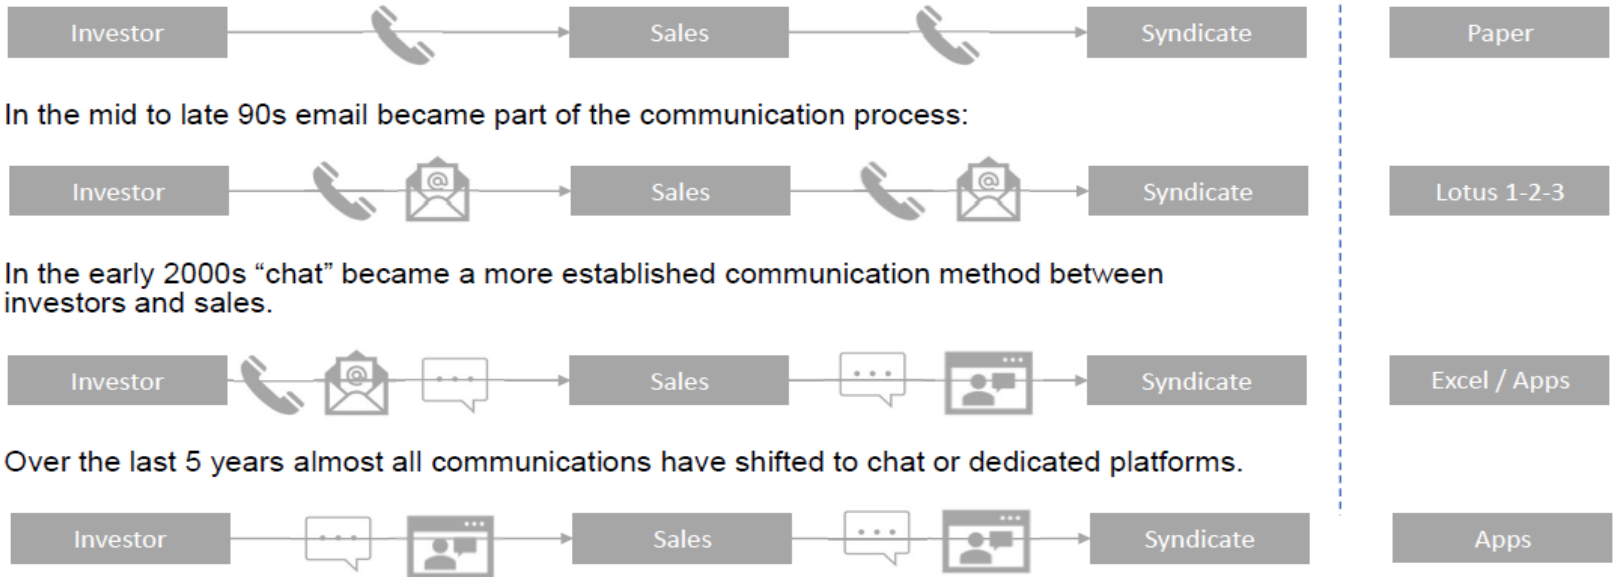 Investor Sales Syndicate Paper
In the mid to late 90s email became part of the communication process:
Investor @ Sales @ Syndicate Lotus 1-2-3
In the early 2000s “chat” became a more established communication method between
investors and sales.
Investor @ Sales Syndicate Excel / Apps
Over the last 5 years almost all communications have shifted to chat or dedicated platforms.
Investor Sales Syndicate Apps